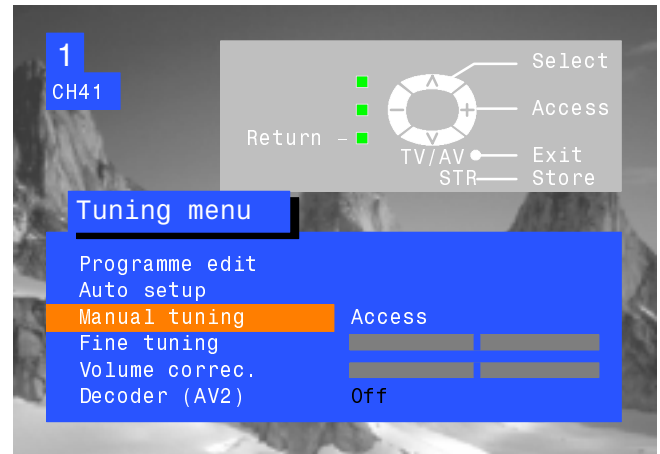 1
CH41
Select
Access
Return –
TV/AV Exit
STR Store
Tuning menu
Programme edit
Auto setup
Manual tuning Access
Fine tuning
Volume correc.
Decoder (AV2) Off